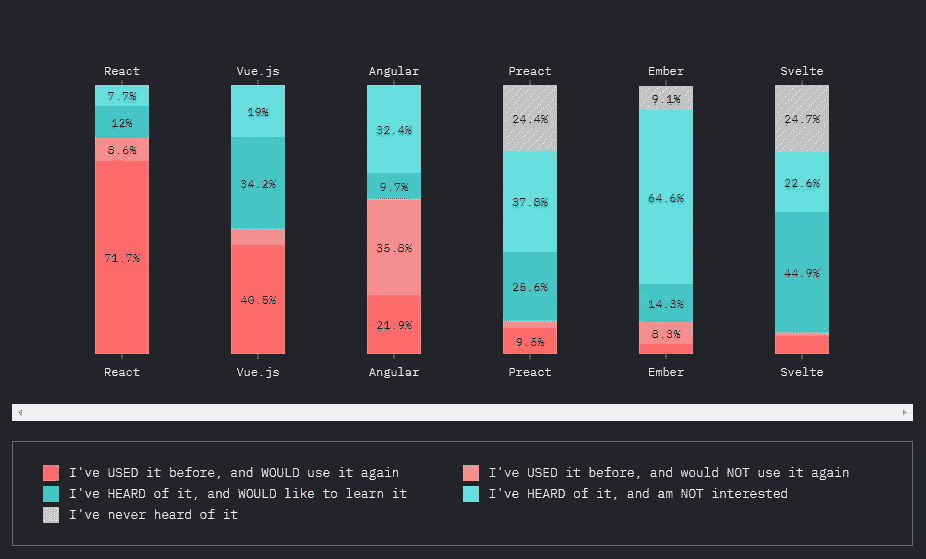 React Vue.js Angular Preact Ember Svelte
7.7% 19% 32.4% 24.4% 9.1% 24.7%
12% 34.2% 9.7% 37.8% 64.6% 22.6%
8.6% 40.5% 35.8% 25.6% 14.3% 44.9%
71.7% 21.9% 9.5% 8.3%
React Vue.js Angular Preact Ember Svelte
I've USED it before, and WOULD use it again
I've USED it before, and would NOT use it again
I've HEARD of it, and WOULD like to learn it
I've HEARD of it, and am NOT interested
I've never heard of it